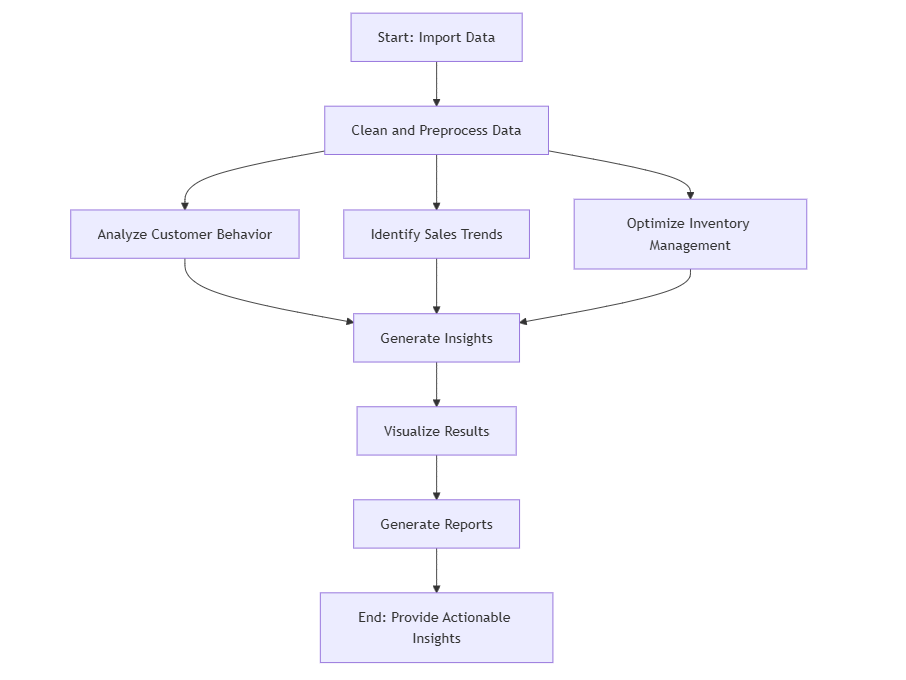 Start: Import Data
Clean and Preprocess Data
Analyze Customer Behavior
Identify Sales Trends
Optimize Inventory
Management
Generate Insights
Visualize Results
Generate Reports
End: Provide Actionable
Insights